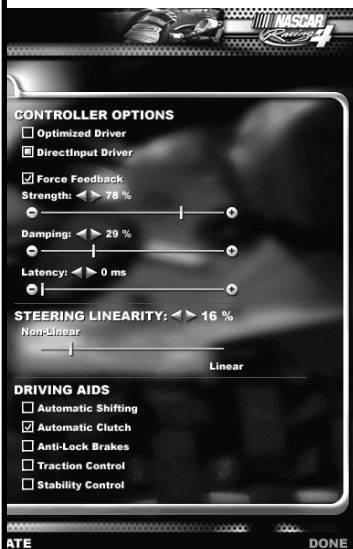 NASCAR
Racing 4
CONTROLLER OPTIONS
Optimized Driver
DirectInput Driver
Force Feedback
Strength: 78 %
Damping: 29 %
Latency: 0 ms
STEERING LINEARITY: 16 %
Non-Linear
Linear
DRIVING AIDS
Automatic Shifting
Automatic Clutch
Anti-Lock Brakes
Traction Control
Stability Control
ATE DONE